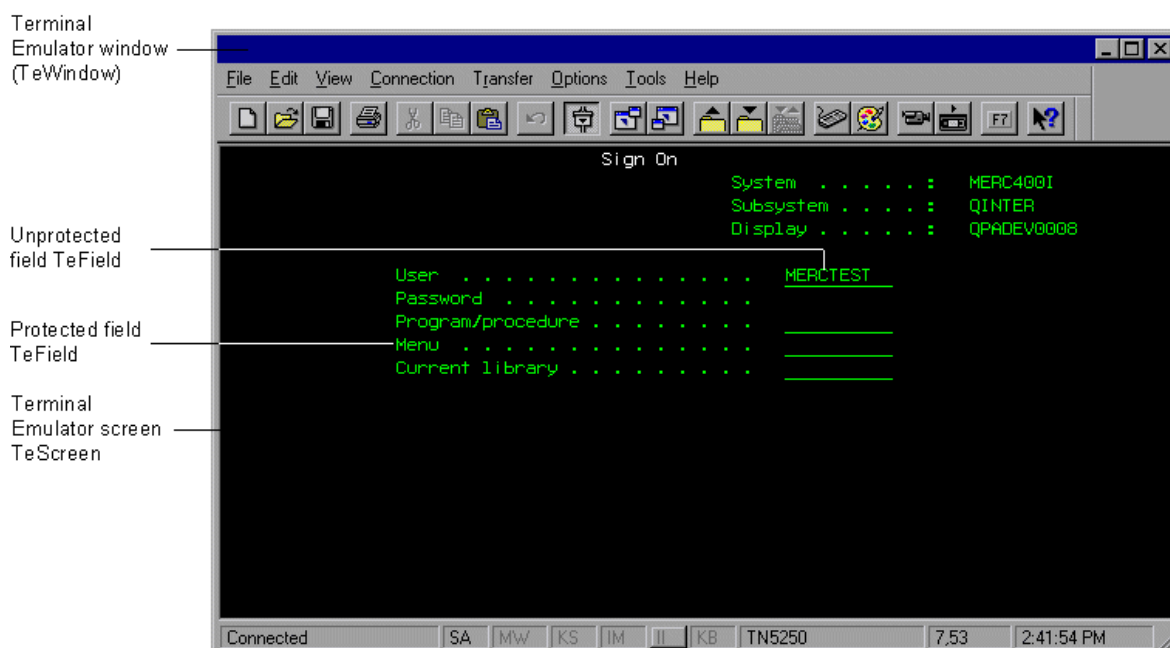 Terminal
Emulator window
(TeWindow)
File Edit View Connection Transfer Options Tools Help
F7
Sign On
System . . . . . : MERC400I
Subsystem . . . . : QINTER
Display . . . . . : QPADEV0008
Unprotected
field TeField
User . . . . . . . . . . . . . . MERCTEST
Password . . . . . . . . . . . .
Program/procedure . . . . . . . .
Protected field
TeField
Menu . . . . . . . . . . . . . .
Current library . . . . . . . . .
Terminal
Emulator screen
TeScreen
Connected SA MW KS IM II KB TN5250 7,53 2:41:54 PM